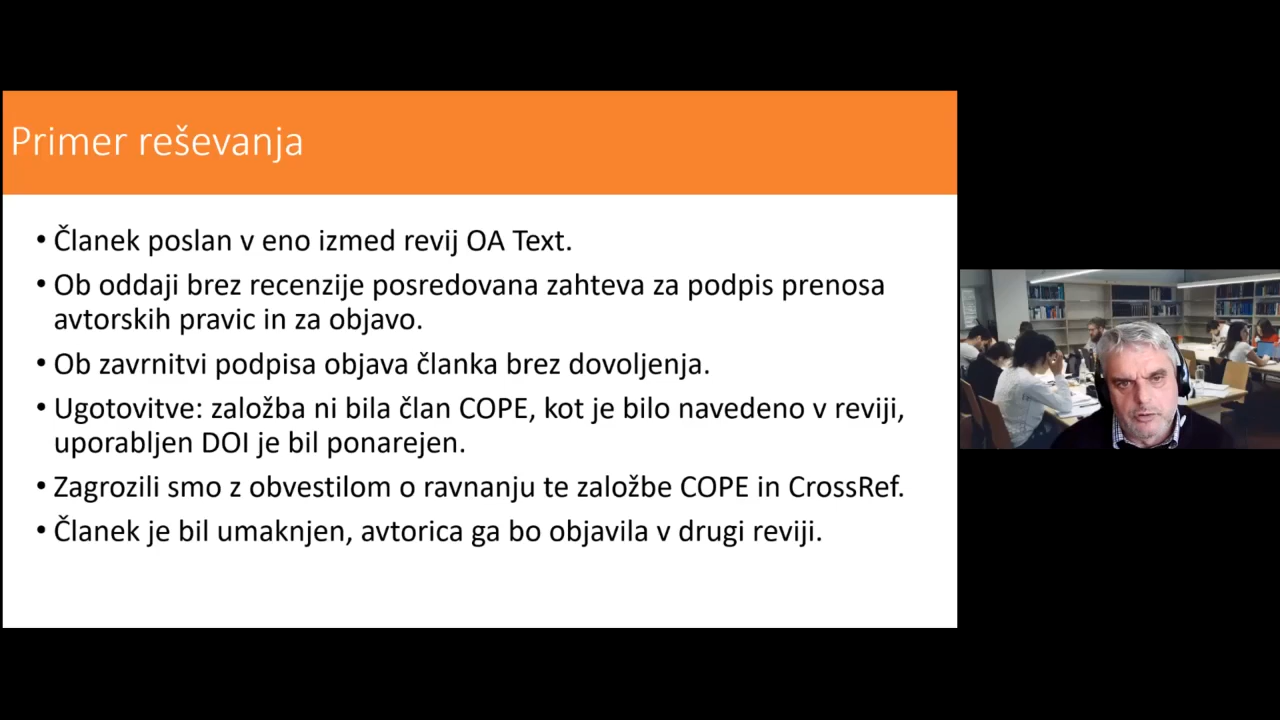 Primer reševanja
• Članek poslan v eno izmed revij OA Text.
• Ob oddaji brez recenzije posredovana zahteva za podpis prenosa
avtorskih pravic in za objavo.
• Ob zavrnitvi podpisa objava članka brez dovoljenja.
• Ugotovitve: založba ni bila član COPE, kot je bilo navedeno v reviji,
uporabljen DOI je bil ponarejen.
• Zagrozili smo z obvestilom o ravnanju te založbe COPE in CrossRef.
• Članek je bil umaknjen, avtorica ga bo objavila v drugi reviji.